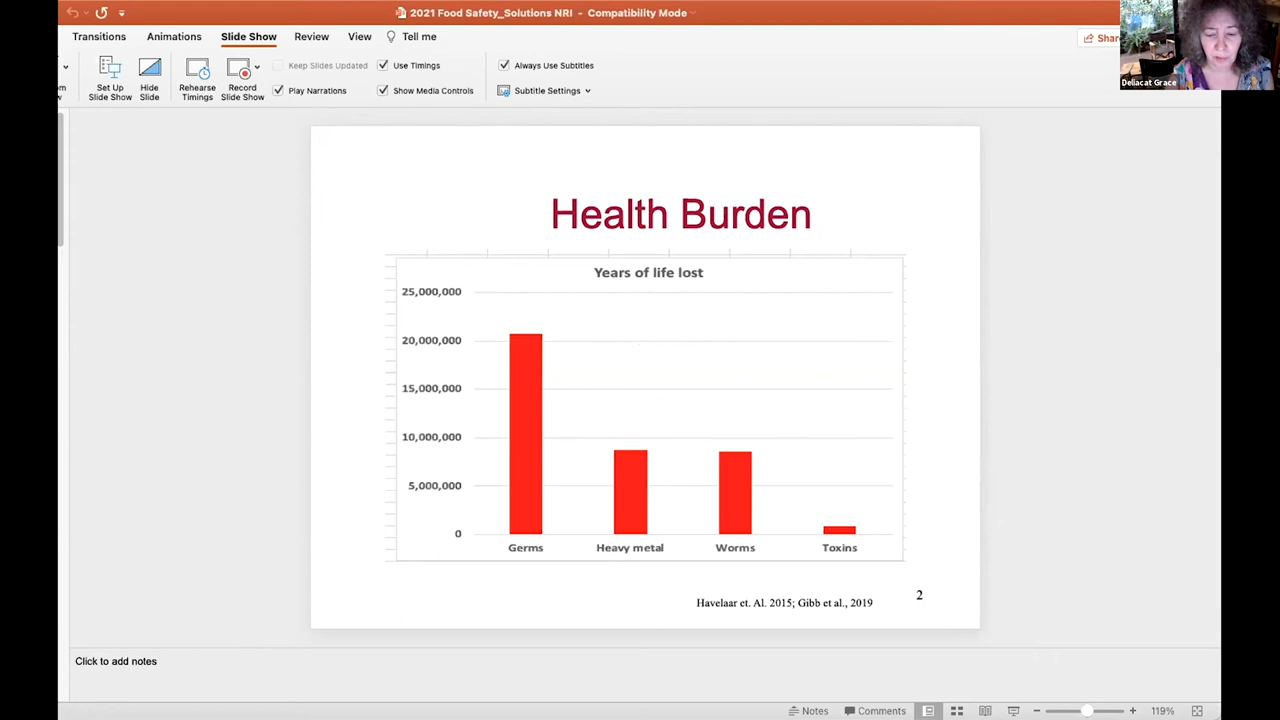 2021 Food Safety_Solutions NRI - Compatibility Mode
Transitions Animations Slide Show Review View Tell me
Share
Set Up Slide Show
Hide Slide
Rehearse Timings
Record Slide Show
Keep Slides Updated
Use Timings
Play Narrations
Show Media Controls
Always Use Subtitles
Subtitle Settings
Deliacat Grace
Health Burden
Years of life lost
25,000,000
20,000,000
15,000,000
10,000,000
5,000,000
0
Germs Heavy metal Worms Toxins
Havelaar et. Al. 2015; Gibb et al., 2019
2
Click to add notes
Notes Comments 119%